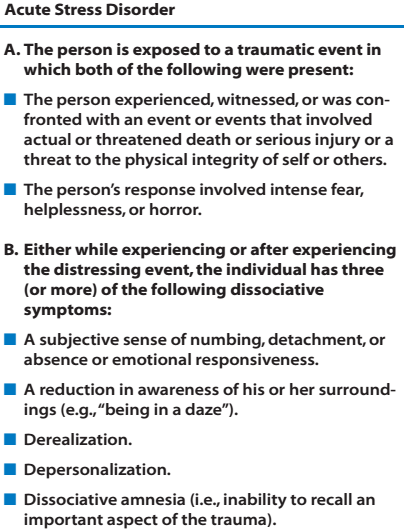 Acute Stress Disorder
A. The person is exposed to a traumatic event in
which both of the following were present:
■ The person experienced, witnessed, or was con-
fronted with an event or events that involved
actual or threatened death or serious injury or a
threat to the physical integrity of self or others.
■ The person's response involved intense fear,
helplessness, or horror.
B. Either while experiencing or after experiencing
the distressing event, the individual has three
(or more) of the following dissociative
symptoms:
■ A subjective sense of numbing, detachment, or
absence or emotional responsiveness.
■ A reduction in awareness of his or her surround-
ings (e.g., “being in a daze”).
■ Derealization.
■ Depersonalization.
■ Dissociative amnesia (i.e., inability to recall an
important aspect of the trauma).